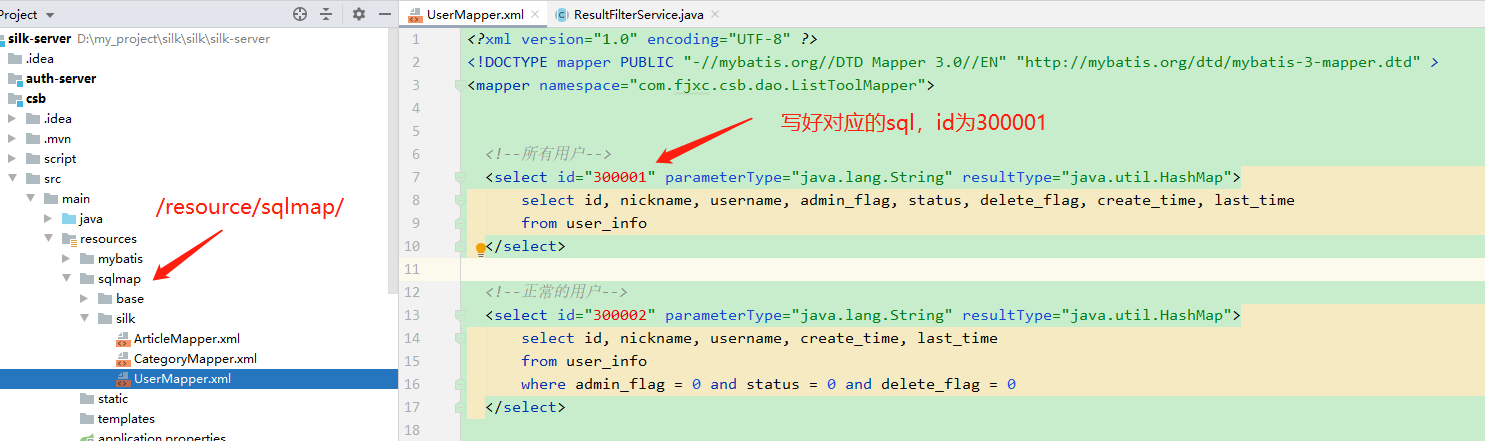 Project
UserMapper.xml
ResultFilterService.java
silk-server D:\my_project\silk\silk\silk-server
.idea
auth-server
csb
.idea
.mvn
script
src
main
java
resources
mybatis
sqlmap
base
silk
ArticleMapper.xml
CategoryMapper.xml
UserMapper.xml
static
templates
application.properties
/resource/sqlmap/
写好对应的sql，id为300001
1 <?xml version="1.0" encoding="UTF-8" ?>
2 <!DOCTYPE mapper PUBLIC "-//mybatis.org//DTD Mapper 3.0//EN" "http://mybatis.org/dtd/mybatis-3-mapper.dtd" >
3 <mapper namespace="com.fjxc.csb.dao.ListToolMapper">
4
5
6 <!--所有用户-->
7 <select id="300001" parameterType="java.lang.String" resultType="java.util.HashMap">
8 select id, nickname, username, admin_flag, status, delete_flag, create_time, last_time
9 from user_info
10 </select>
11
12 <!--正常的用户-->
13 <select id="300002" parameterType="java.lang.String" resultType="java.util.HashMap">
14 select id, nickname, username, create_time, last_time
15 from user_info
16 where admin_flag = 0 and status = 0 and delete_flag = 0
17 </select>
18